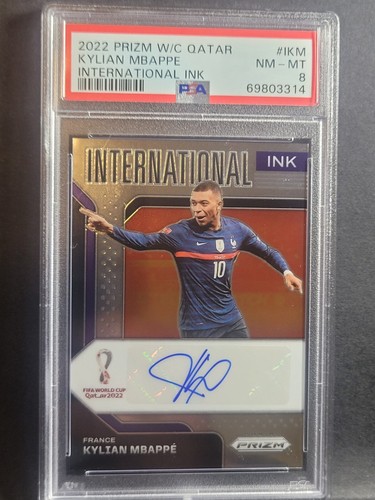 2022 PRIZM W/C QATAR #IKM
KYLIAN MBAPPE NM-MT
INTERNATIONAL INK 8
PSA 69803314
INTERNATIONAL INK
10
FIFA WORLD CUP
Qatar2022
FRANCE
KYLIAN MBAPPÉ
PRIZM